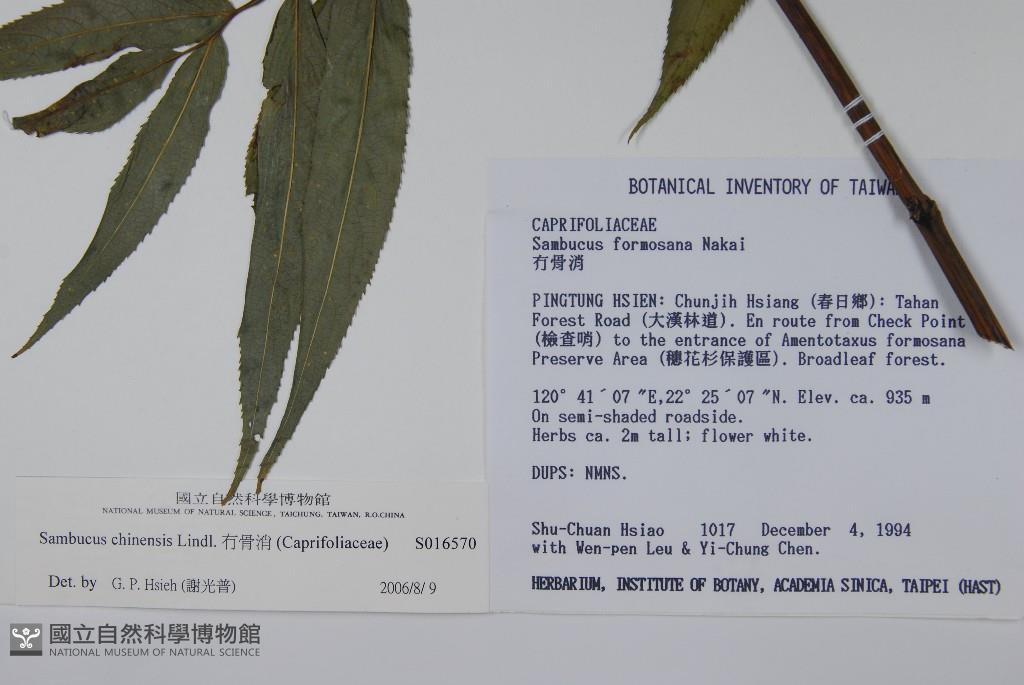 BOTANICAL INVENTORY OF
CAPRIFOLIACEAE
Sambucus formosana Nakai
冇骨消
PINGTUNG HSIEN: Chunjih Hsiang (春日鄉): Tahan
Forest Road (大漢林道). En route from Check Point
(檢查哨) to the entrance of Amentotaxus formosana
Preserve Area (穗花杉保護區). Broadleaf forest.
120° 41´07 "E,22° 25´07 "N. Elev. ca. 935 m
On semi-shaded roadside.
Herbs ca. 2m tall; flower white.
DUPS: NMNS.
Shu-Chuan Hsiao 1017 December 4, 1994
with Wen-pen Leu & Yi-Chung Chen.
HERBARIUM, INSTITUTE OF BOTANY, ACADEMIA SINICA, TAIPEI (HAST)
國立自然科學博物館
NATIONAL MUSEUM OF NATURAL SCIENCE, TAICHUNG, TAIWAN, R.O.CHINA
Sambucus chinensis Lindl. 冇骨消 (Caprifoliaceae) S016570
Det. by G. P. Hsieh (謝光普) 2006/8/ 9
國立自然科學博物館
NATIONAL MUSEUM OF NATURAL SCIENCE